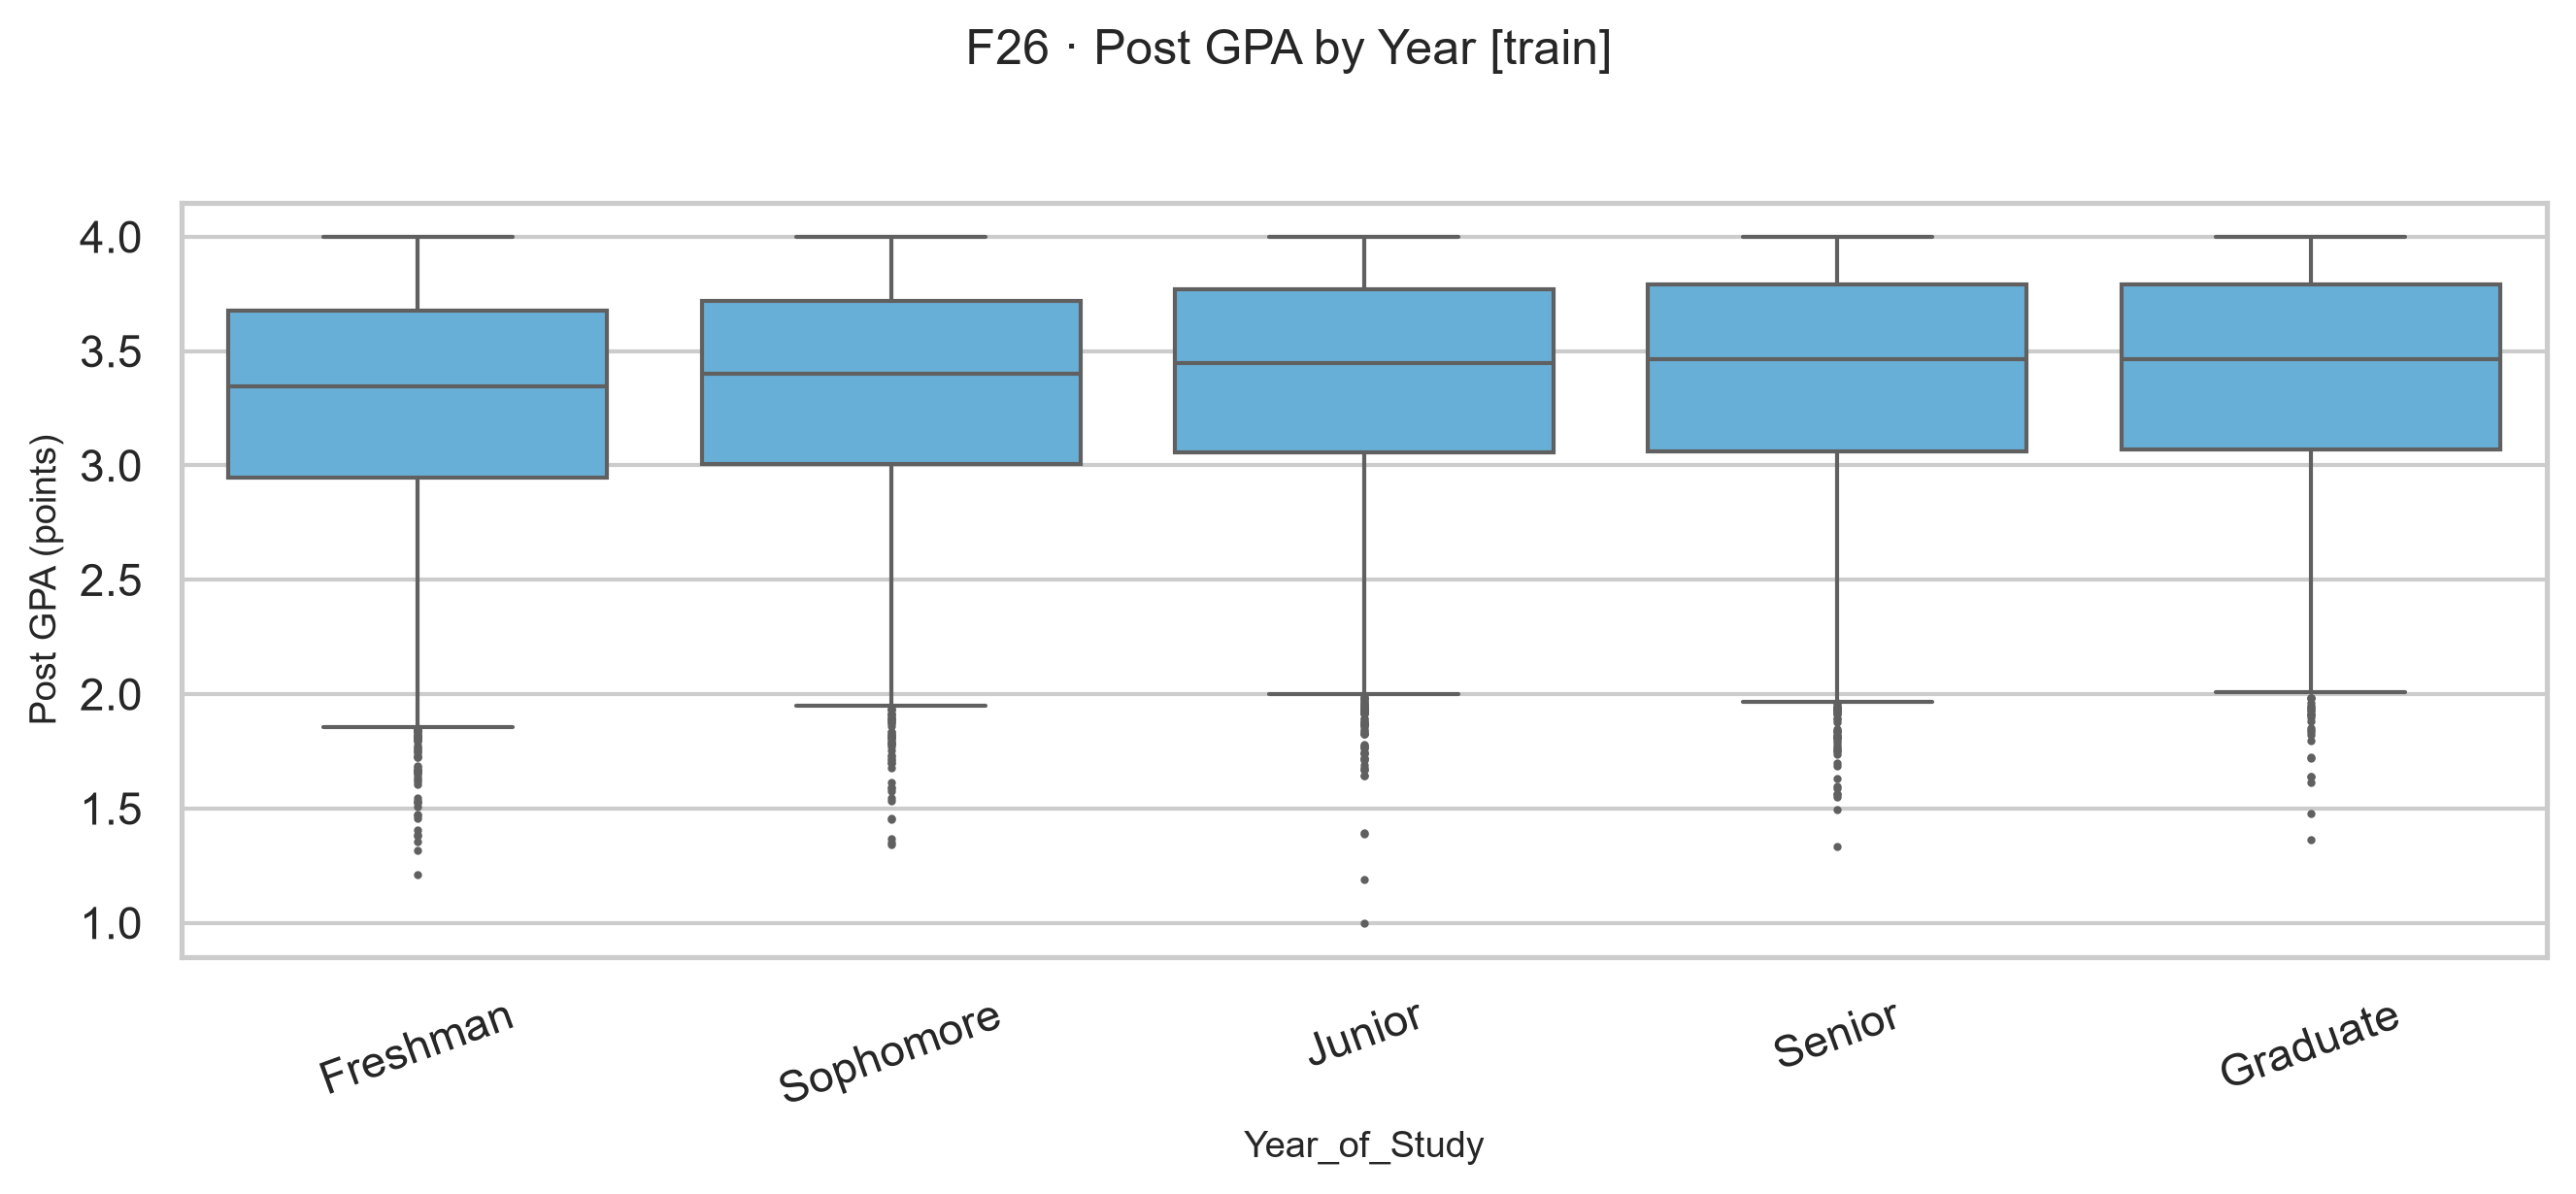 F26 · Post GPA by Year [train]
Post GPA (points)
4.0
3.5
3.0
2.5
2.0
1.5
1.0
Freshman
Sophomore
Junior
Senior
Graduate
Year_of_Study